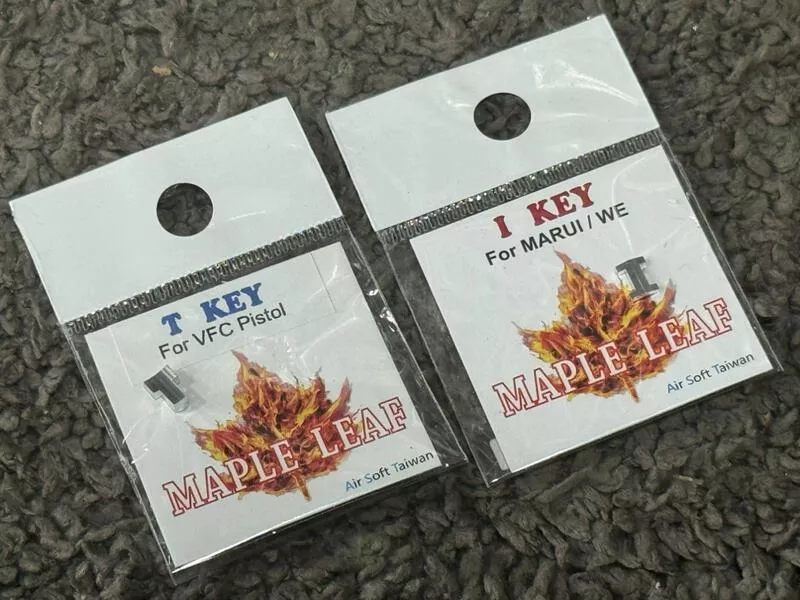 T KEY
For VFC Pistol
MAPLE LEAF
Air Soft Taiwan
I KEY
For MARUI / WE
MAPLE LEAF
Air Soft Taiwan